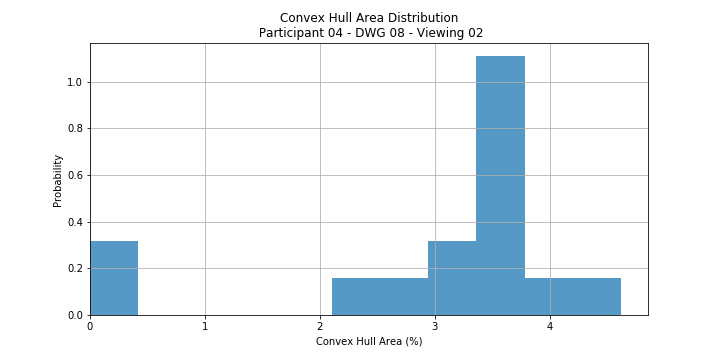 Convex Hull Area Distribution
Participant 04 - DWG 08 - Viewing 02
Probability
1.0
0.8
0.6
0.4
0.2
0.0
0 1 2 3 4
Convex Hull Area (%)